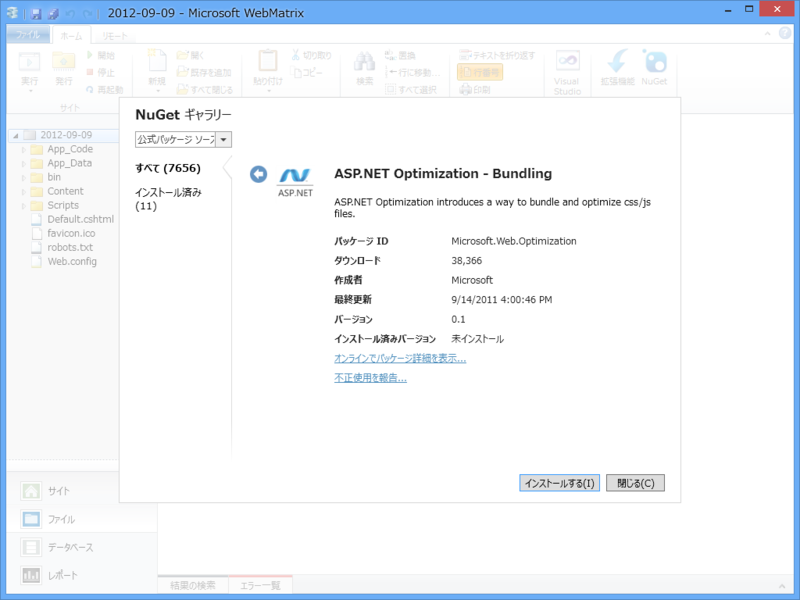 2012-09-09 - Microsoft WebMatrix
ファイル
ホーム
リモート
実行
発行
開始
停止
再起動
サイト
新規
開く
既存を追加
すべて閉じる
貼り付け
切り取り
コピー
検索
置換
行に移動...
すべて選択
テキストを折り返す
行番号
印刷
Visual
Studio
拡張機能
NuGet
2012-09-09
App_Code
App_Data
bin
Content
Scripts
Default.cshtml
favicon.ico
robots.txt
Web.config
NuGet ギャラリー
公式パッケージ ソース
すべて (7656)
インストール済み
(11)
ASP.NET
ASP.NET Optimization - Bundling
ASP.NET Optimization introduces a way to bundle and optimize css/js
files.
パッケージ ID Microsoft.Web.Optimization
ダウンロード 38,366
作成者 Microsoft
最終更新 9/14/2011 4:00:46 PM
バージョン 0.1
インストール済みバージョン 未インストール
オンラインでパッケージ詳細を表示...
不正使用を報告...
インストールする(I)
閉じる(C)
サイト
ファイル
データベース
レポート
結果の検索
エラー一覧